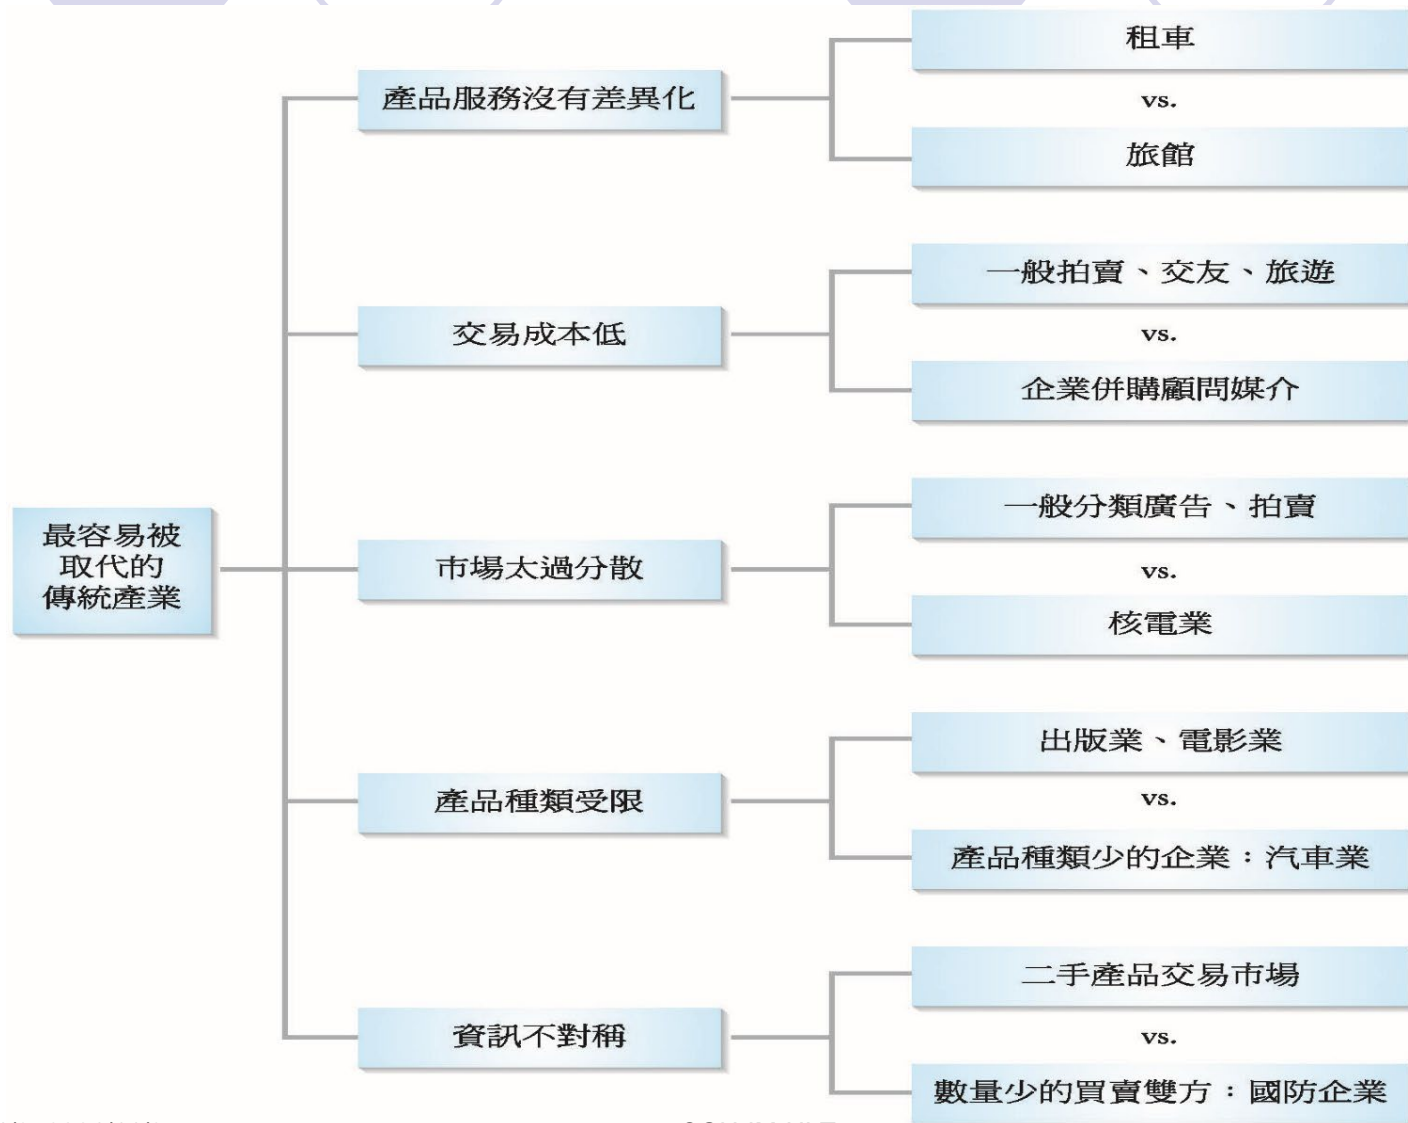 租車
產品服務沒有差異化
vs.
旅館
一般拍賣、交友、旅遊
交易成本低
vs.
企業併購顧問媒介
一般分類廣告、拍賣
最容易被
取代的
傳統產業
市場太過分散
vs.
核電業
出版業、電影業
產品種類受限
vs.
產品種類少的企業：汽車業
二手產品交易市場
資訊不對稱
vs.
數量少的買賣雙方：國防企業